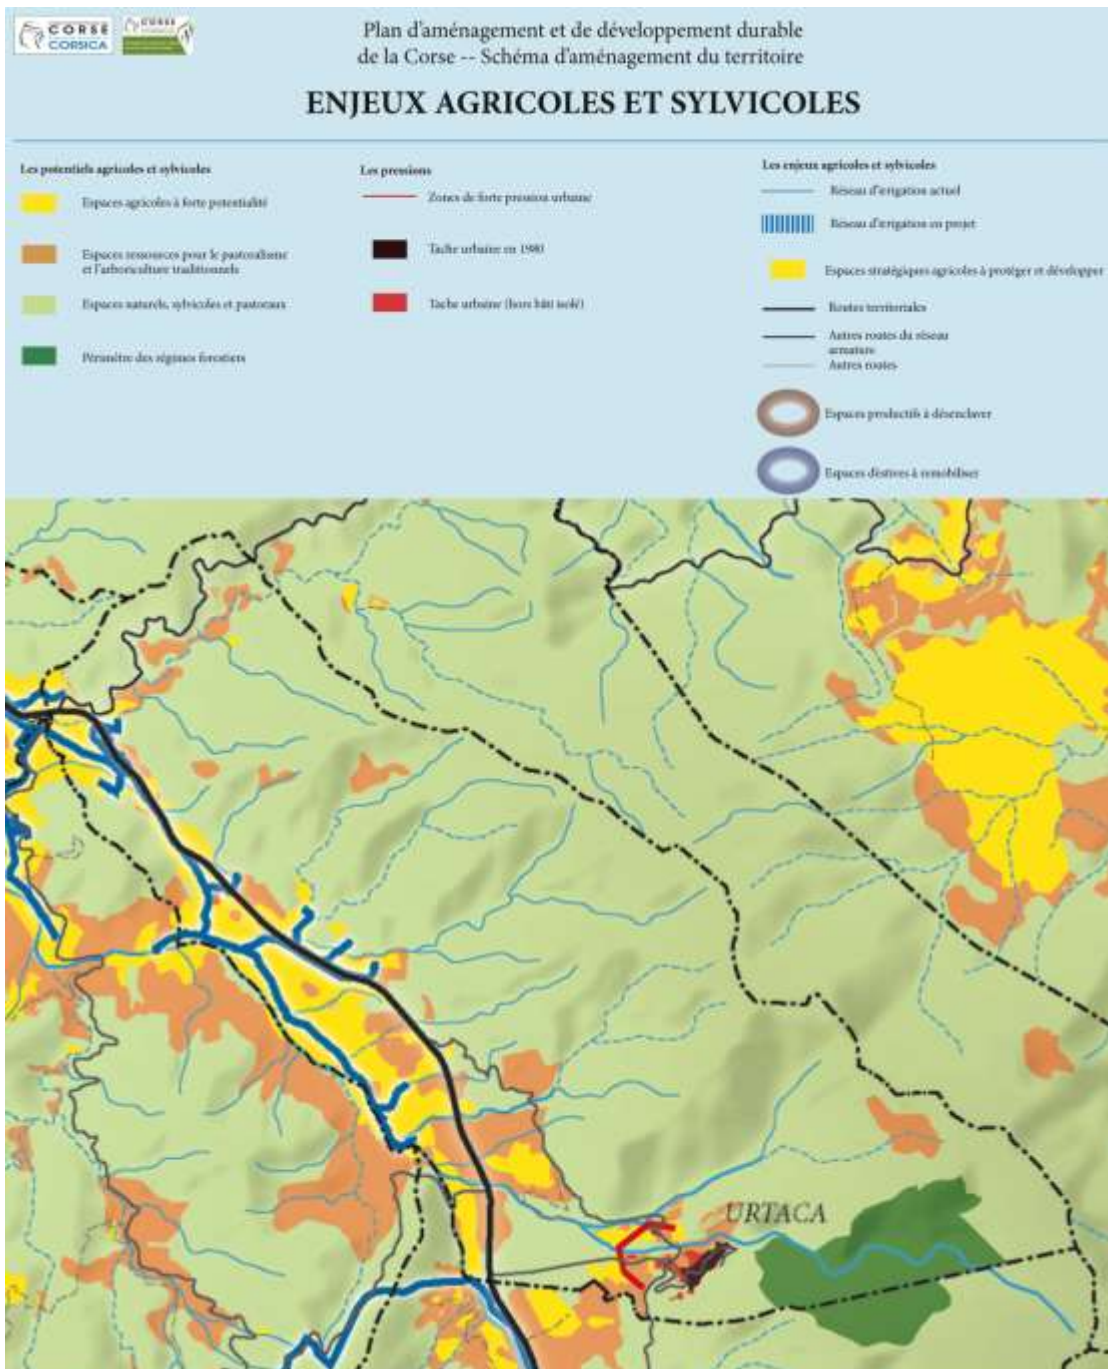 CORSE
CORSICA
CORSE
CORSICA
Plan d'aménagement et de développement durable
de la Corse -- Schéma d'aménagement du territoire
ENJEUX AGRICOLES ET SYLVICOLES
Les potentiels agricoles et sylvicoles
Espaces agricoles à forte potentialité
Espaces ressources pour le pastoralisme
et l'arboriculture traditionnels
Espaces naturels, sylvicoles et pastoraux
Périmètre des régimes forestiers
Les pressions
Zones de forte pression urbaine
Tache urbaine en 1980
Tache urbaine (hors bâti isolé)
Les enjeux agricoles et sylvicoles
Réseau d'irrigation actuel
Réseau d'irrigation en projet
Espaces stratégiques agricoles à protéger et développer
Routes territoriales
Autres routes du réseau
armature
Autres routes
Espaces productifs à désenclaver
Espaces d'estives à remobiliser
URTACA